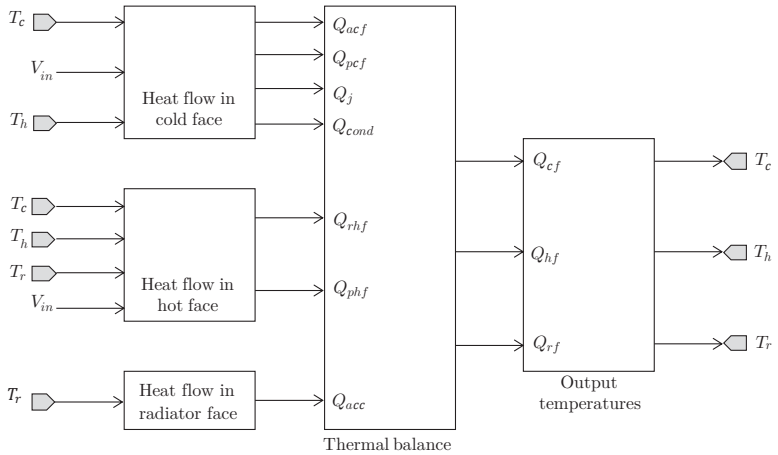 T_c
V_in
T_h
Heat flow in
cold face
Q_acf
Q_pcf
Q_j
Q_cond
T_c
T_h
T_r
V_in
Heat flow in
hot face
Q_rhf
Q_phf
T_r
Heat flow in
radiator face
Q_acc
Thermal balance
Q_cf
Q_hf
Q_rf
Output
temperatures
T_c
T_h
T_r